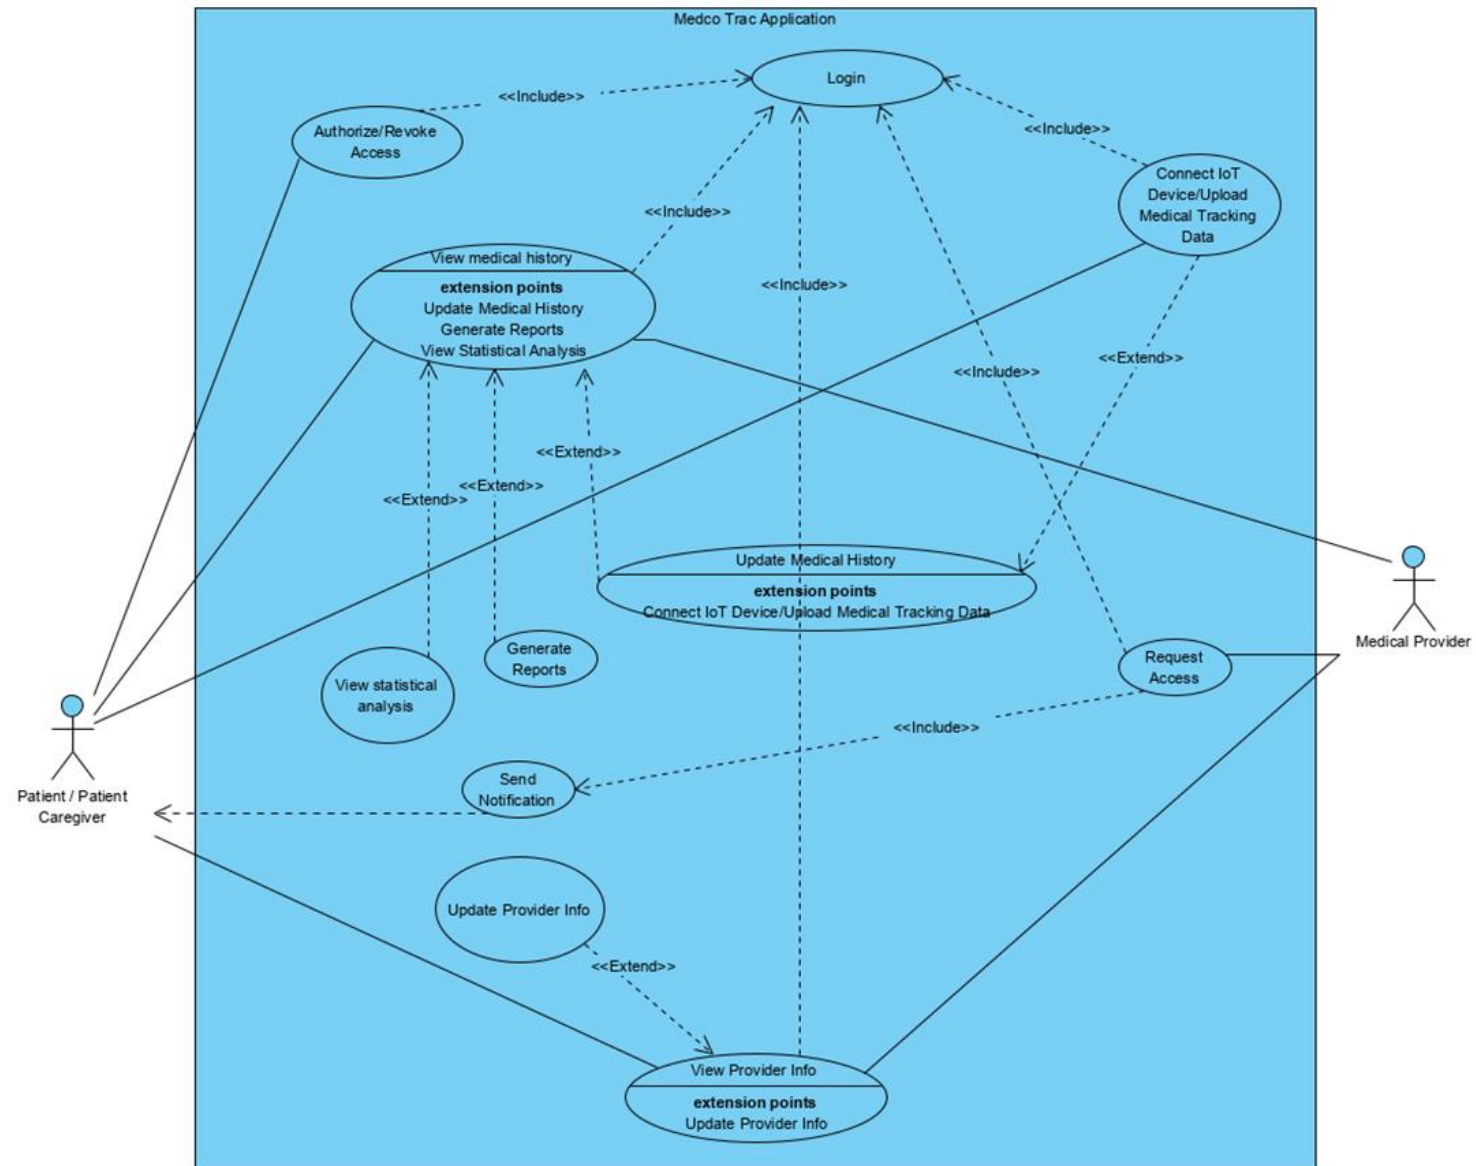 Medco Trac Application
Login
<<Include>>
Authorize/Revoke
Access
<<Include>>
Connect IoT
Device/Upload
Medical Tracking
Data
<<Include>>
View medical history
extension points
Update Medical History
Generate Reports
View Statistical Analysis
<<Include>>
<<Extend>>
<<Include>>
<<Extend>>
<<Extend>>
<<Extend>>
Update Medical History
extension points
Connect IoT Device/Upload Medical Tracking Data
Medical Provider
Generate
Reports
Request
Access
View statistical
analysis
<<Include>>
Send
Notification
Patient / Patient
Caregiver
Update Provider Info
<<Extend>>
View Provider Info
extension points
Update Provider Info